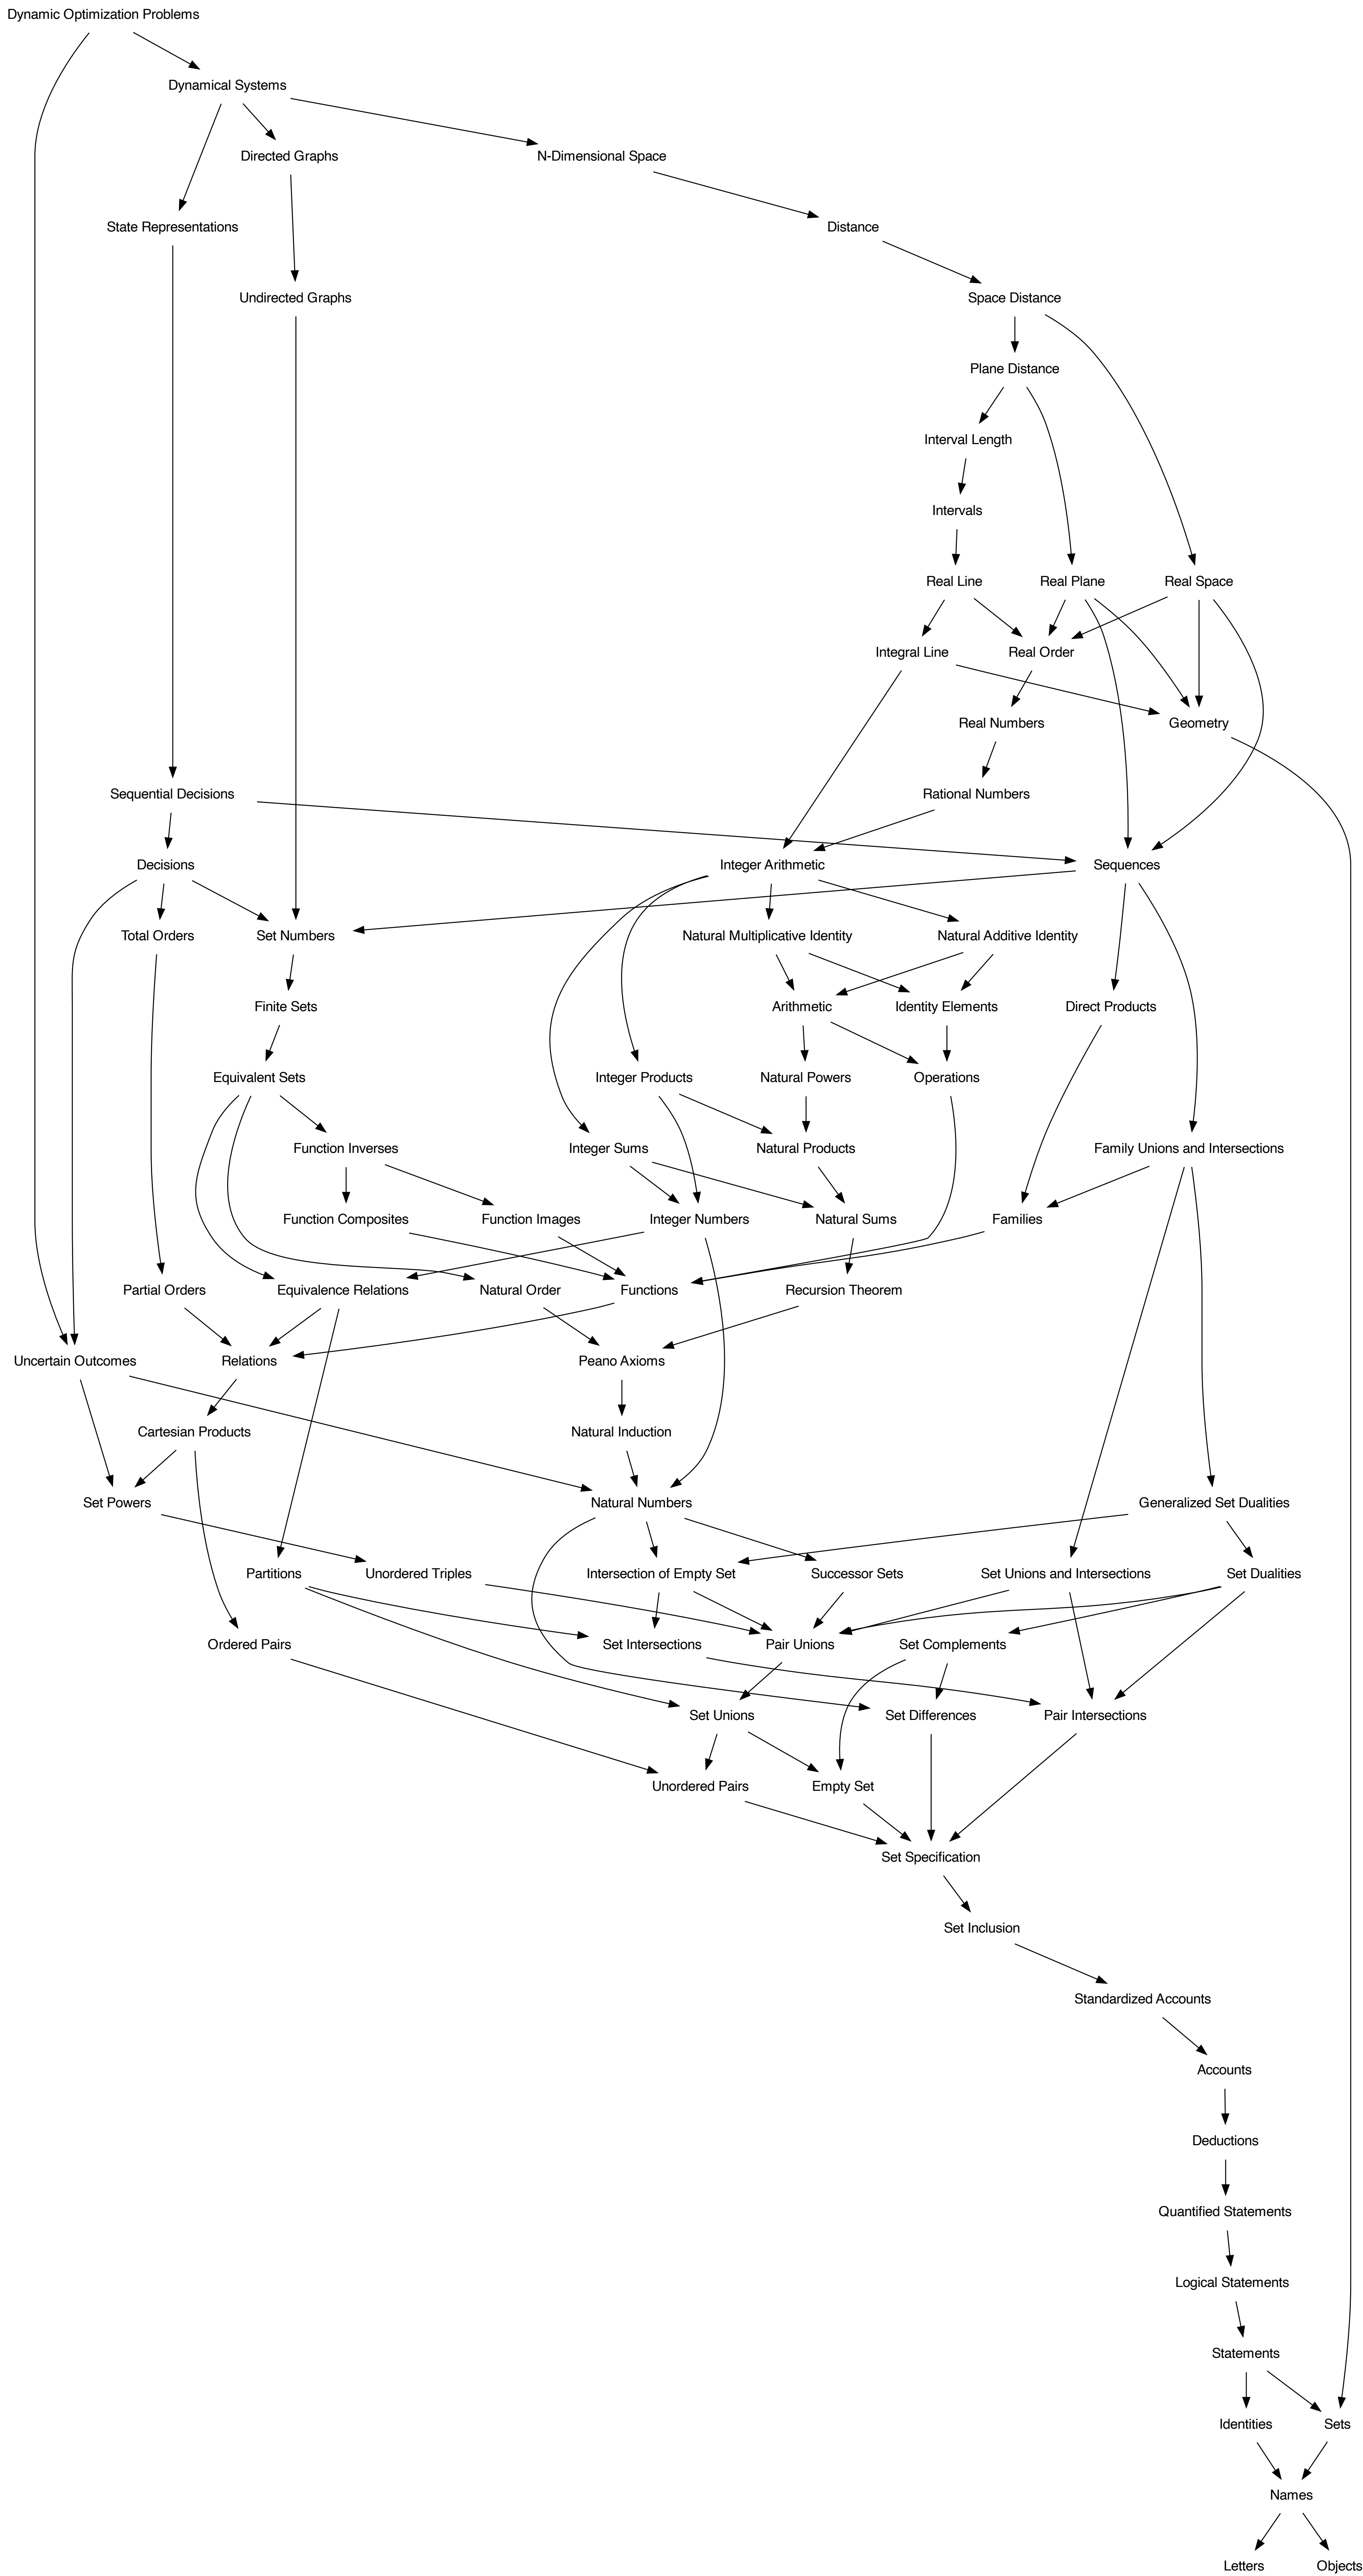 Dynamic Optimization Problems
Dynamical Systems
Directed Graphs
N-Dimensional Space
State Representations
Distance
Undirected Graphs
Space Distance
Plane Distance
Interval Length
Intervals
Real Line
Real Plane
Real Space
Integral Line
Real Order
Real Numbers
Geometry
Sequential Decisions
Rational Numbers
Decisions
Integer Arithmetic
Sequences
Total Orders
Set Numbers
Natural Multiplicative Identity
Natural Additive Identity
Finite Sets
Arithmetic
Identity Elements
Direct Products
Equivalent Sets
Integer Products
Natural Powers
Operations
Function Inverses
Integer Sums
Natural Products
Family Unions and Intersections
Function Composites
Function Images
Integer Numbers
Natural Sums
Families
Partial Orders
Equivalence Relations
Natural Order
Functions
Recursion Theorem
Uncertain Outcomes
Relations
Peano Axioms
Cartesian Products
Natural Induction
Set Powers
Natural Numbers
Generalized Set Dualities
Partitions
Unordered Triples
Intersection of Empty Set
Successor Sets
Set Unions and Intersections
Set Dualities
Ordered Pairs
Set Intersections
Pair Unions
Set Complements
Set Unions
Set Differences
Pair Intersections
Unordered Pairs
Empty Set
Set Specification
Set Inclusion
Standardized Accounts
Accounts
Deductions
Quantified Statements
Logical Statements
Statements
Identities
Sets
Names
Letters
Objects